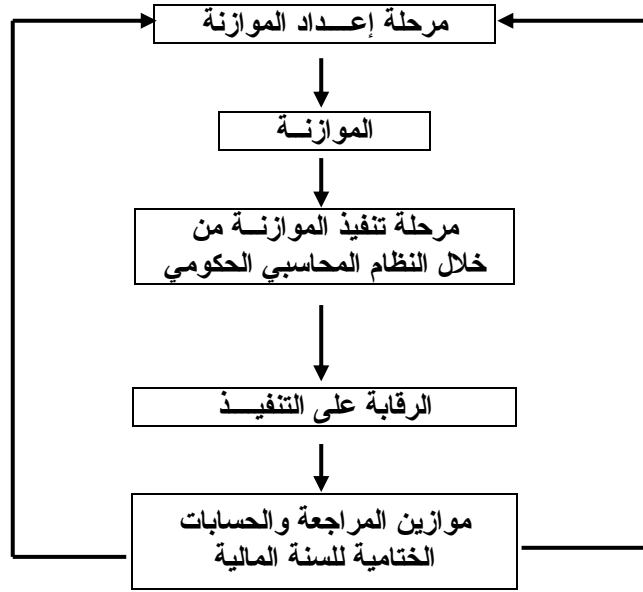 مرحلة إعـــداد الموازنة
الموازنــة
مرحلة تنفيذ الموازنــة من
خلال النظام المحاسبي الحكومي
الرقابة على التنفيـــذ
موازين المراجعة والحسابات
الختامية للسنة المالية